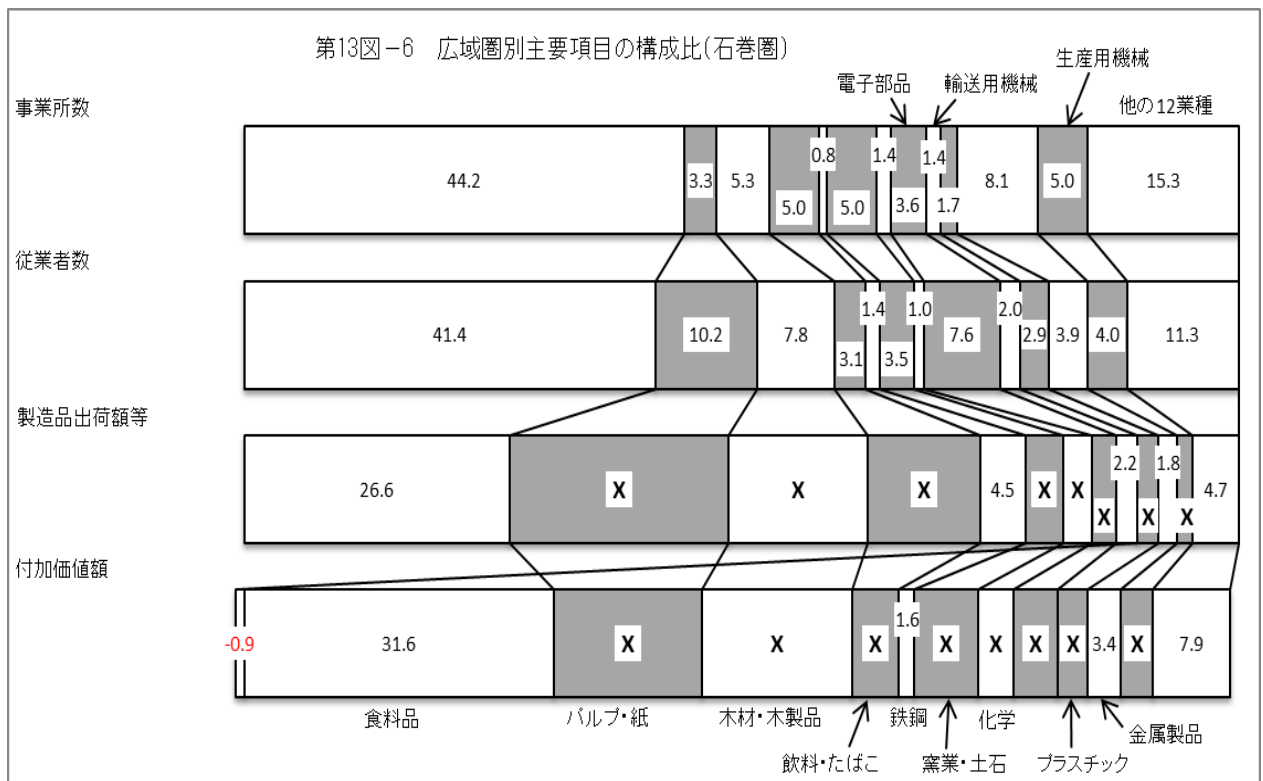 第13図－6　広域圏別主要項目の構成比(石巻圏)
生産用機械
電子部品　輸送用機械
事業所数
他の12業種
44.2 3.3 5.3 5.0 0.8 5.0 1.4 3.6 1.4 1.7 8.1 5.0 15.3
従業者数
41.4 10.2 7.8 3.1 1.4 3.5 1.0 7.6 2.0 2.9 3.9 4.0 11.3
製造品出荷額等
26.6 X X X 4.5 X X X 2.2 X 1.8 X 4.7
付加価値額
-0.9 31.6 X X X 1.6 X X X X 3.4 X 7.9
食料品　パルプ・紙　木材・木製品　鉄鋼　化学
金属製品
飲料・たばこ　窯業・土石　プラスチック